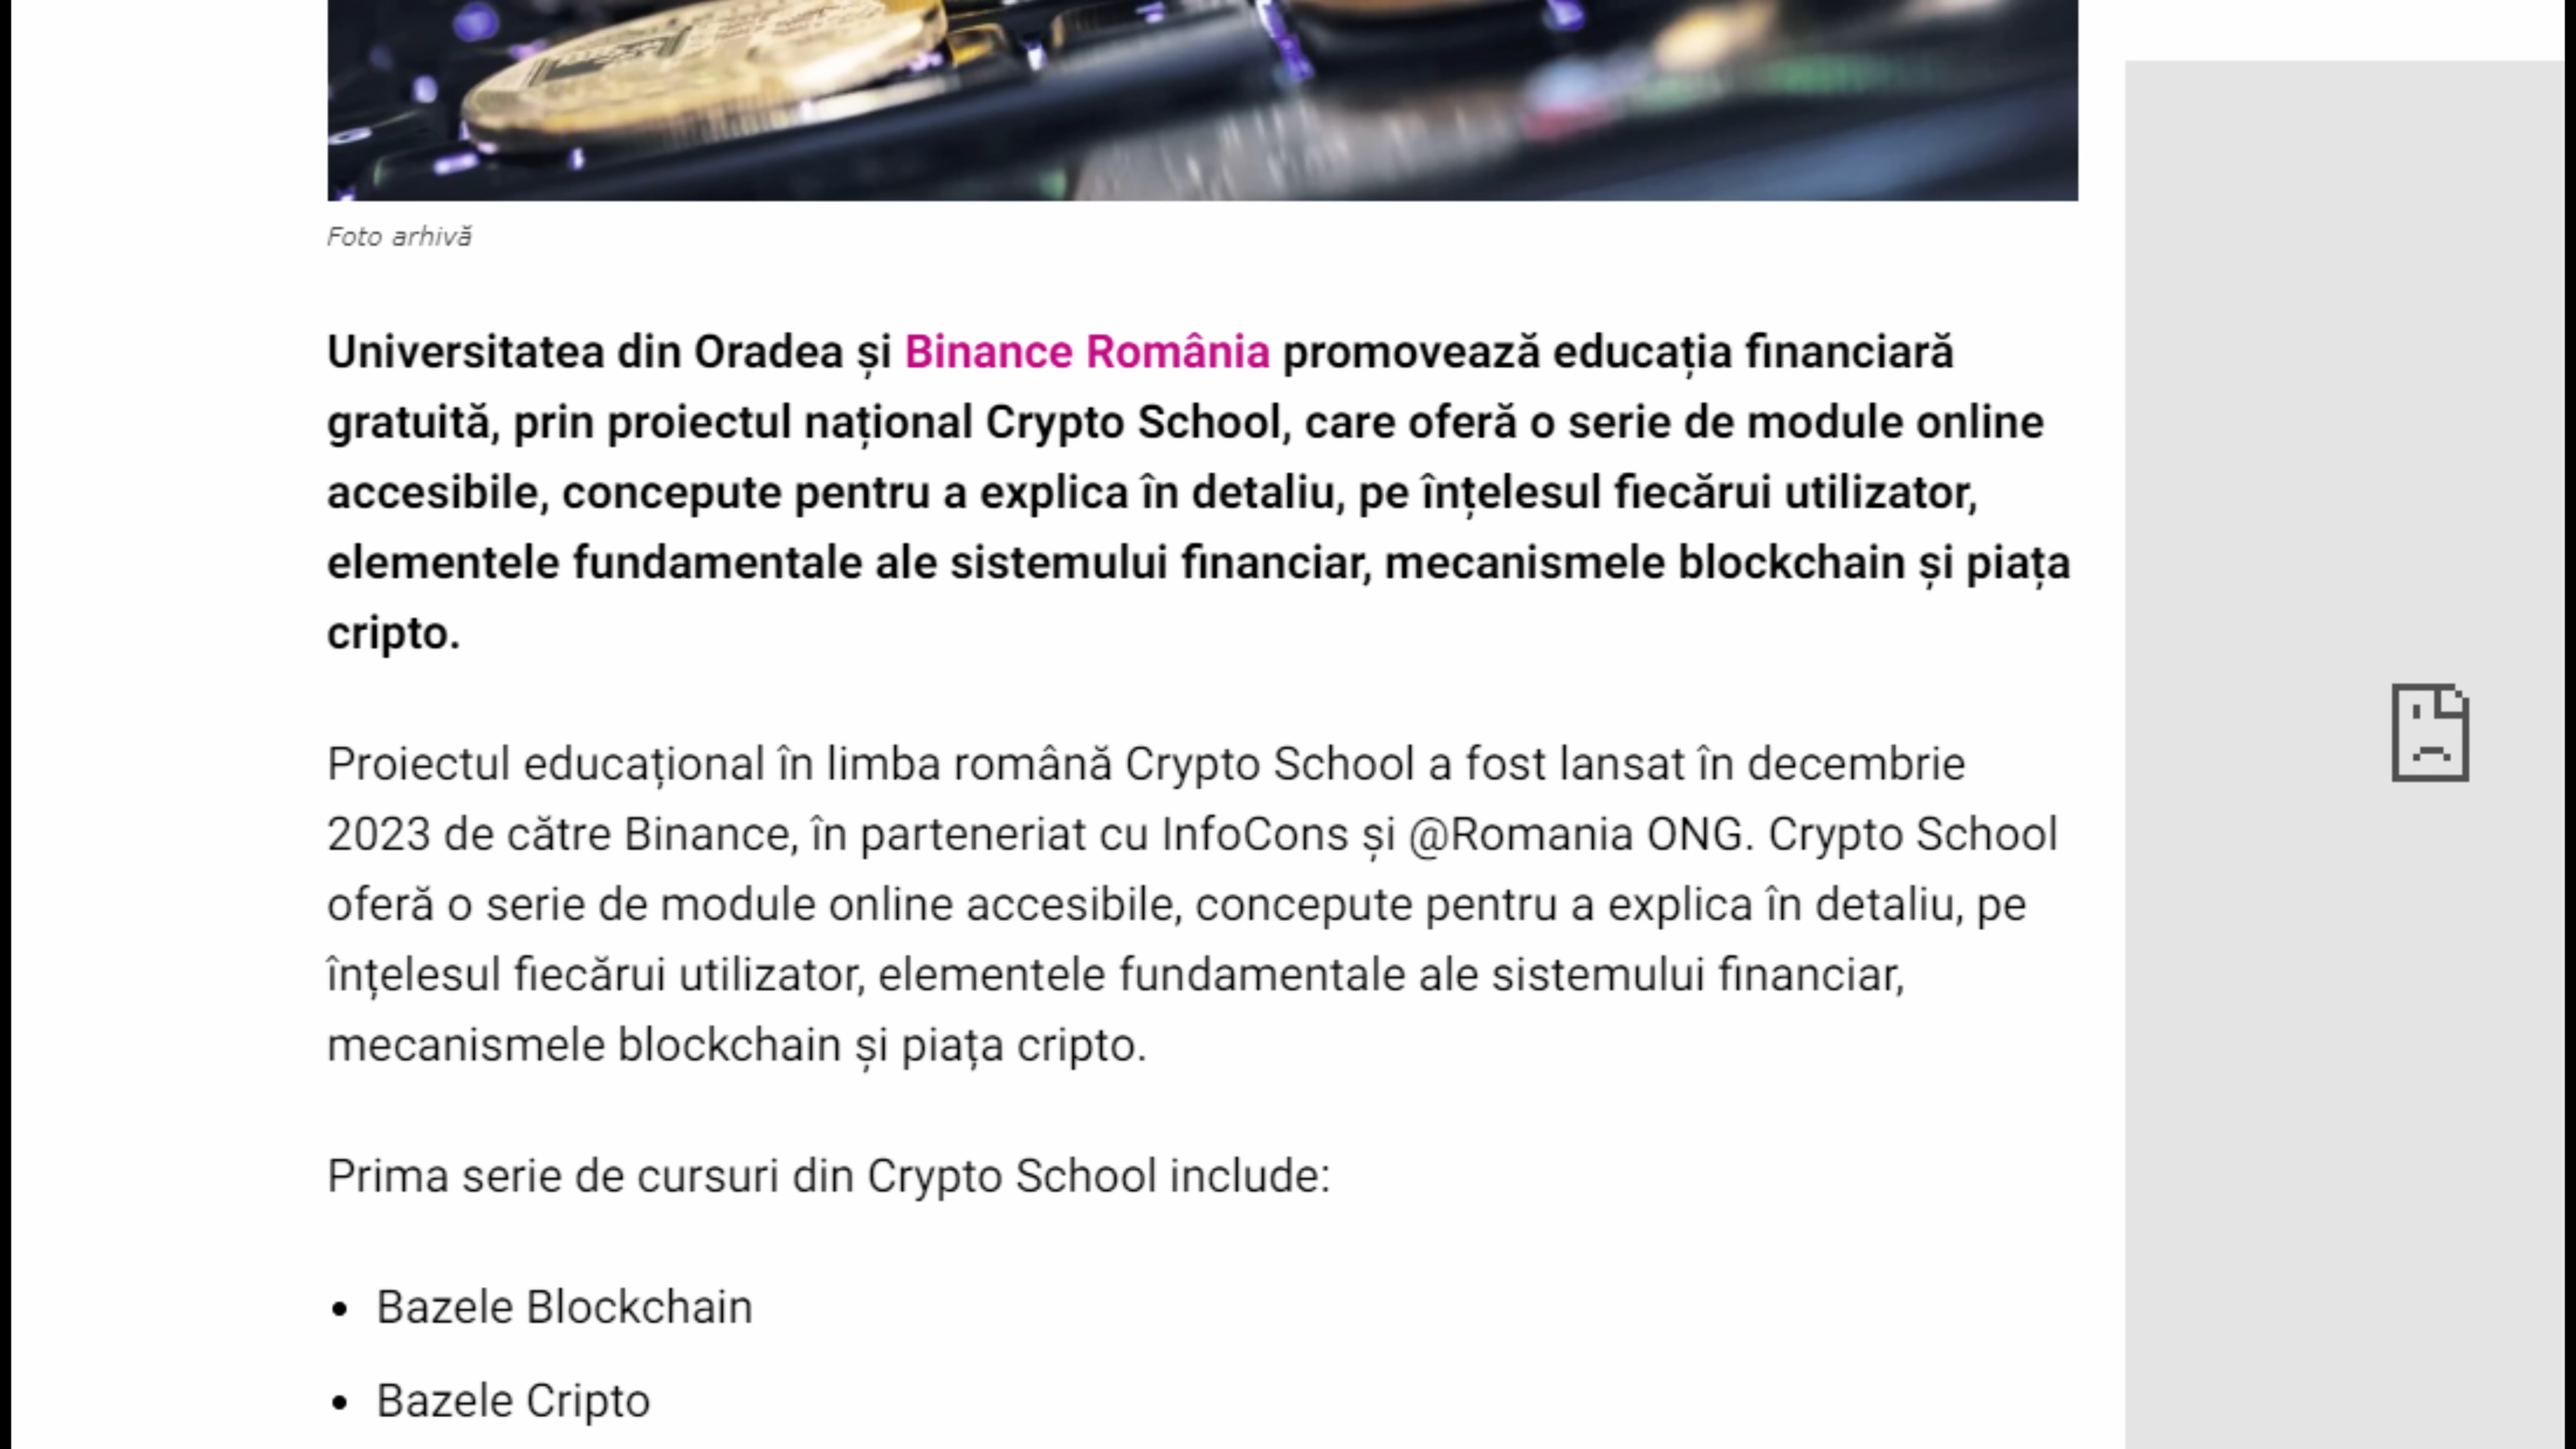 Foto arhivă
Universitatea din Oradea și Binance România promovează educația financiară
gratuită, prin proiectul național Crypto School, care oferă o serie de module online
accesibile, concepute pentru a explica în detaliu, pe înțelesul fiecărui utilizator,
elementele fundamentale ale sistemului financiar, mecanismele blockchain și piața
cripto.
Proiectul educațional în limba română Crypto School a fost lansat în decembrie
2023 de către Binance, în parteneriat cu InfoCons și @Romania ONG. Crypto School
oferă o serie de module online accesibile, concepute pentru a explica în detaliu, pe
înțelesul fiecărui utilizator, elementele fundamentale ale sistemului financiar,
mecanismele blockchain și piața cripto.
Prima serie de cursuri din Crypto School include:
• Bazele Blockchain
• Bazele Cripto